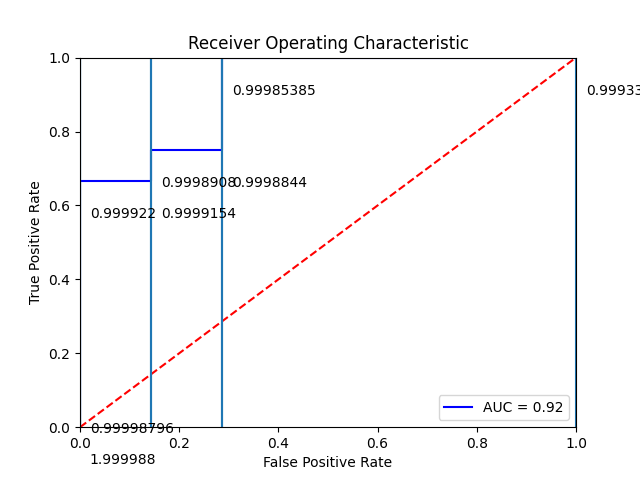 Receiver Operating Characteristic
1.0
0.99985385
0.99933
0.8
0.9998908
0.9998844
0.6
0.999922
0.9999154
True Positive Rate
0.4
0.2
AUC = 0.92
0.0
0.99998796
0.0 0.2 0.4 0.6 0.8 1.0
1.999988
False Positive Rate